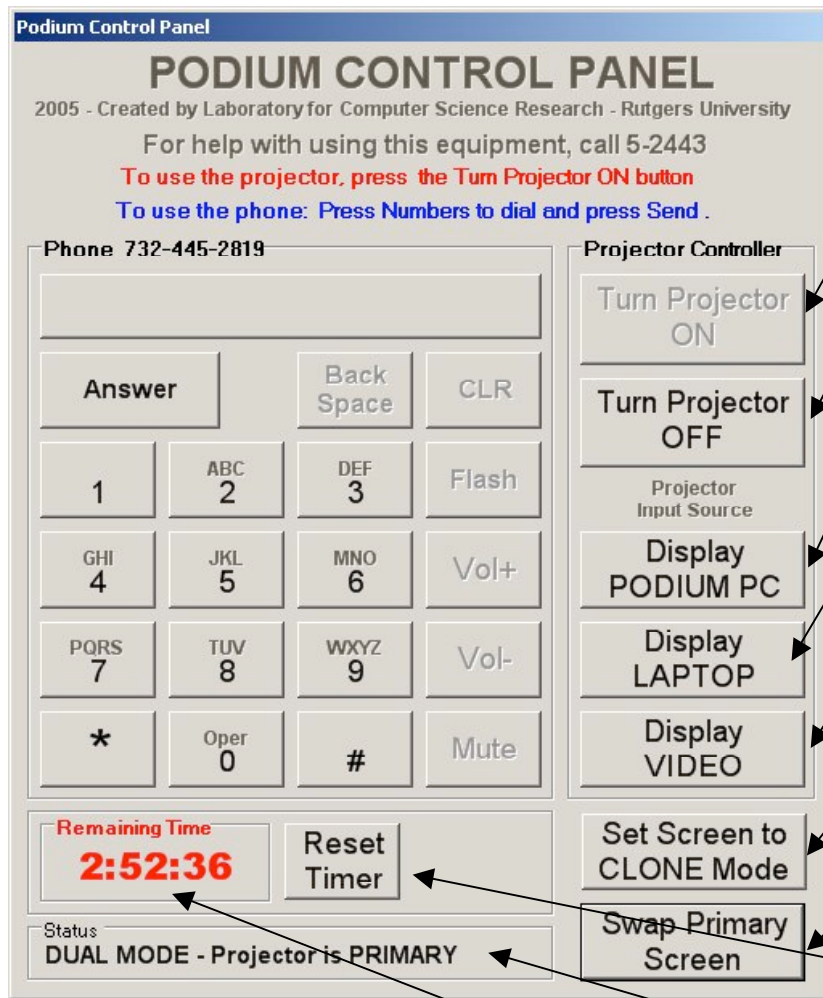 Podium Control Panel
PODIUM CONTROL PANEL
2005 - Created by Laboratory for Computer Science Research - Rutgers University
For help with using this equipment, call 5-2443
To use the projector, press the Turn Projector ON button
To use the phone: Press Numbers to dial and press Send .
Phone 732-445-2819
Answer
Back
Space
CLR
1
ABC
2
DEF
3
Flash
GHI
4
JKL
5
MNO
6
Vol+
PQRS
7
TUV
8
WXYZ
9
Vol-
*
Oper
0
#
Mute
Projector Controller
Turn Projector
ON
Turn Projector
OFF
Projector
Input Source
Display
PODIUM PC
Display
LAPTOP
Display
VIDEO
Remaining Time
2:52:36
Reset
Timer
Set Screen to
CLONE Mode
Status
DUAL MODE - Projector is PRIMARY
Swap Primary
Screen